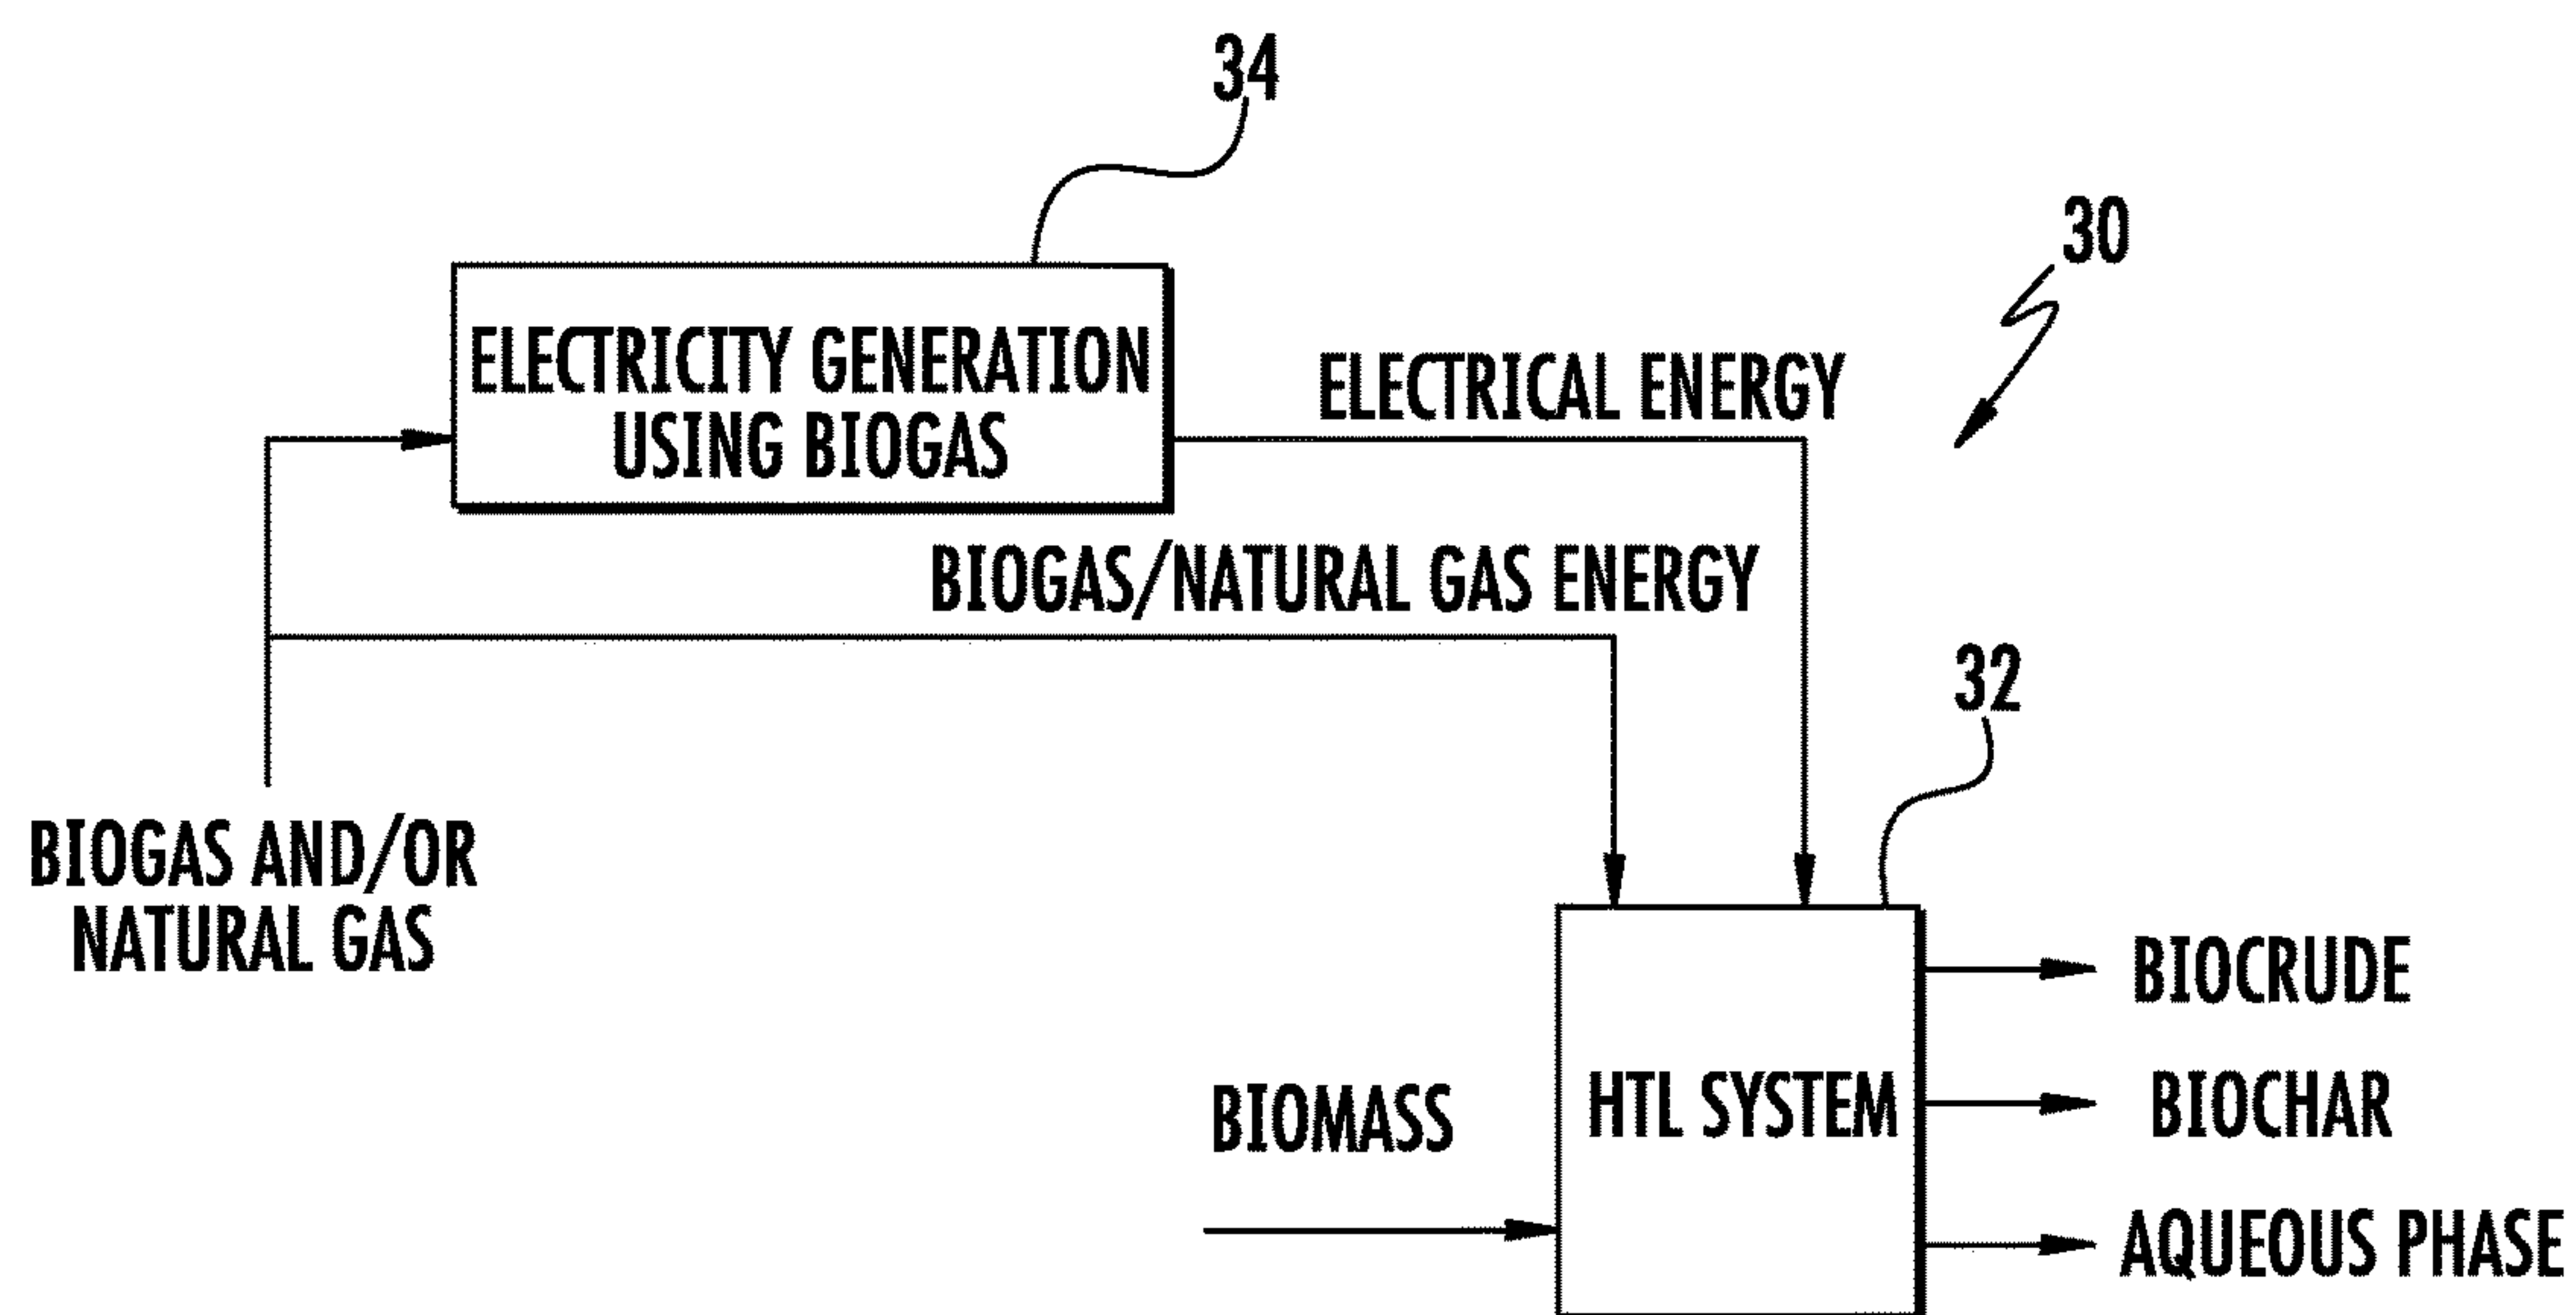 34
30
ELECTRICITY GENERATION
USING BIOGAS
ELECTRICAL ENERGY
BIOGAS/NATURAL GAS ENERGY
32
BIOGAS AND/OR
NATURAL GAS
BIOMASS
HTL SYSTEM
BIOCRUDE
BIOCHAR
AQUEOUS PHASE